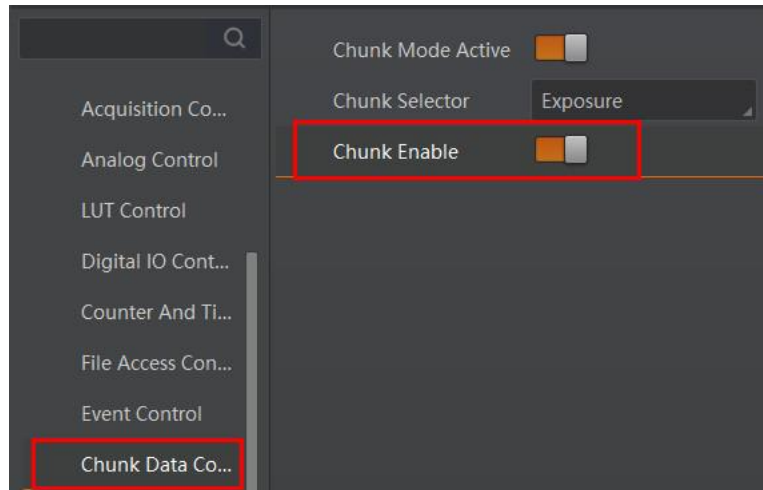 Acquisition Co...
Analog Control
LUT Control
Digital IO Cont...
Counter And Ti...
File Access Con...
Event Control
Chunk Data Co...
Chunk Mode Active
Chunk Selector Exposure
Chunk Enable